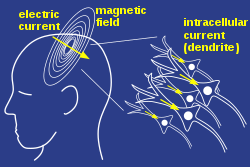 electric
current
magnetic
field
intracellular
current
(dendrite)